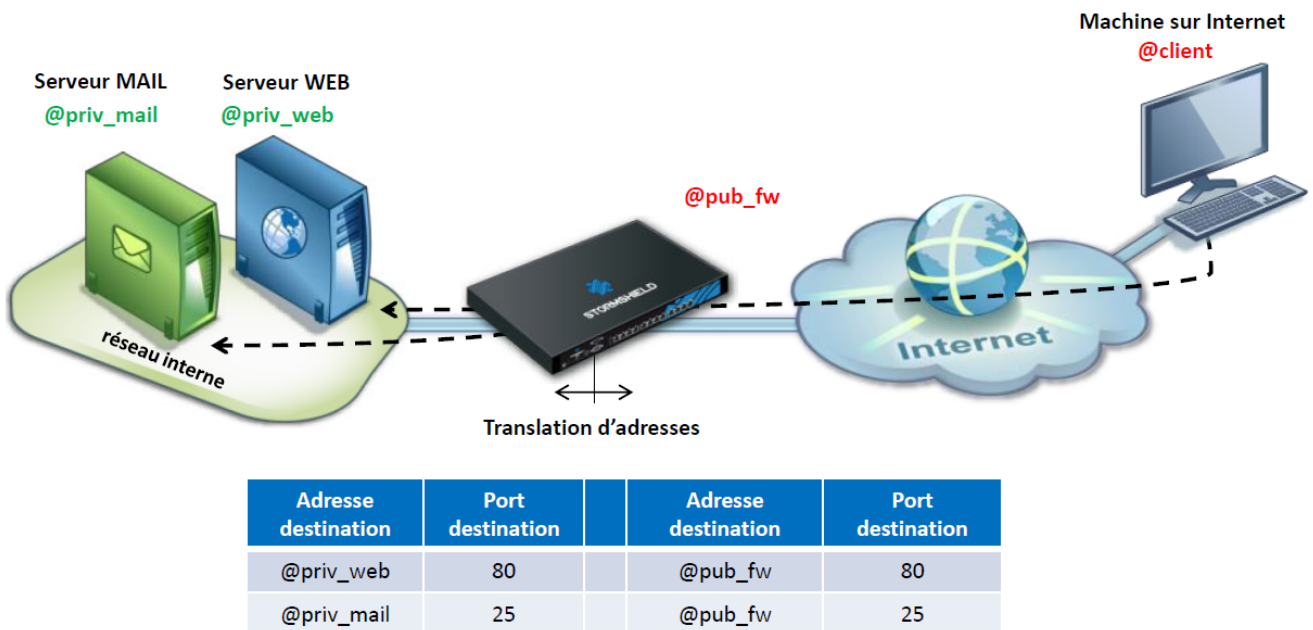 Machine sur Internet
@client
Serveur MAIL
@priv_mail
Serveur WEB
@priv_web
@pub_fw
STORMSHIELD
Internet
réseau interne
Translation d'adresses
Adresse destination Port destination Adresse destination Port destination
@priv_web 80 @pub_fw 80
@priv_mail 25 @pub_fw 25